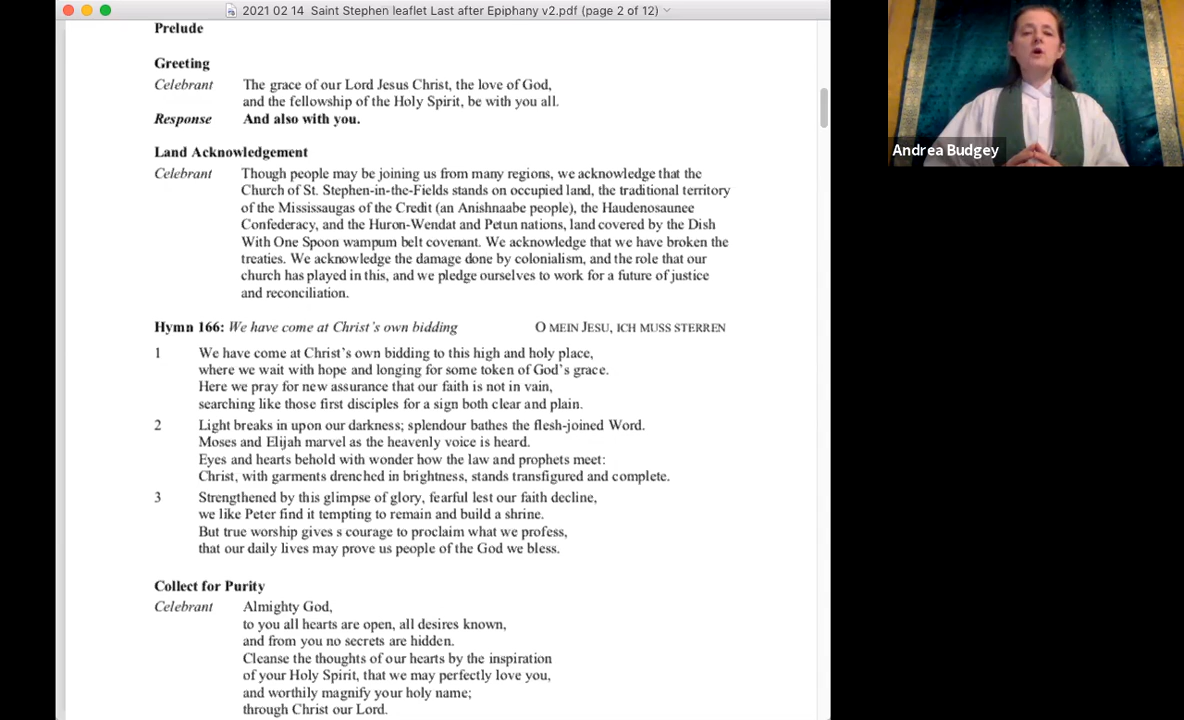 2021 02 14  Saint Stephen leaflet Last after Epiphany v2.pdf (page 2 of 12)
Prelude
Greeting
Celebrant The grace of our Lord Jesus Christ, the love of God,
and the fellowship of the Holy Spirit, be with you all.
Response And also with you.
Land Acknowledgement
Celebrant Though people may be joining us from many regions, we acknowledge that the
Church of St. Stephen-in-the-Fields stands on occupied land, the traditional territory
of the Mississaugas of the Credit (an Anishnaabe people), the Haudenosaunee
Confederacy, and the Huron-Wendat and Petun nations, land covered by the Dish
With One Spoon wampum belt covenant. We acknowledge that we have broken the
treaties. We acknowledge the damage done by colonialism, and the role that our
church has played in this, and we pledge ourselves to work for a future of justice
and reconciliation.
Hymn 166: We have come at Christ's own bidding O MEIN JESU, ICH MUSS STERREN
1 We have come at Christ's own bidding to this high and holy place,
where we wait with hope and longing for some token of God's grace.
Here we pray for new assurance that our faith is not in vain,
searching like those first disciples for a sign both clear and plain.
2 Light breaks in upon our darkness; splendour bathes the flesh-joined Word.
Moses and Elijah marvel as the heavenly voice is heard.
Eyes and hearts behold with wonder how the law and prophets meet:
Christ, with garments drenched in brightness, stands transfigured and complete.
3 Strengthened by this glimpse of glory, fearful lest our faith decline,
we like Peter find it tempting to remain and build a shrine.
But true worship gives s courage to proclaim what we profess,
that our daily lives may prove us people of the God we bless.
Collect for Purity
Celebrant Almighty God,
to you all hearts are open, all desires known,
and from you no secrets are hidden.
Cleanse the thoughts of our hearts by the inspiration
of your Holy Spirit, that we may perfectly love you,
and worthily magnify your holy name;
through Christ our Lord.
Andrea Budgey